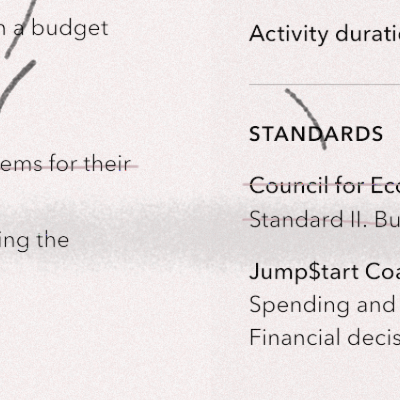 n a budget
ems for their
ing the
Activity durati
STANDARDS
Council for Eco
Standard II. Bu
Jump$tart Coa
Spending and
Financial decis